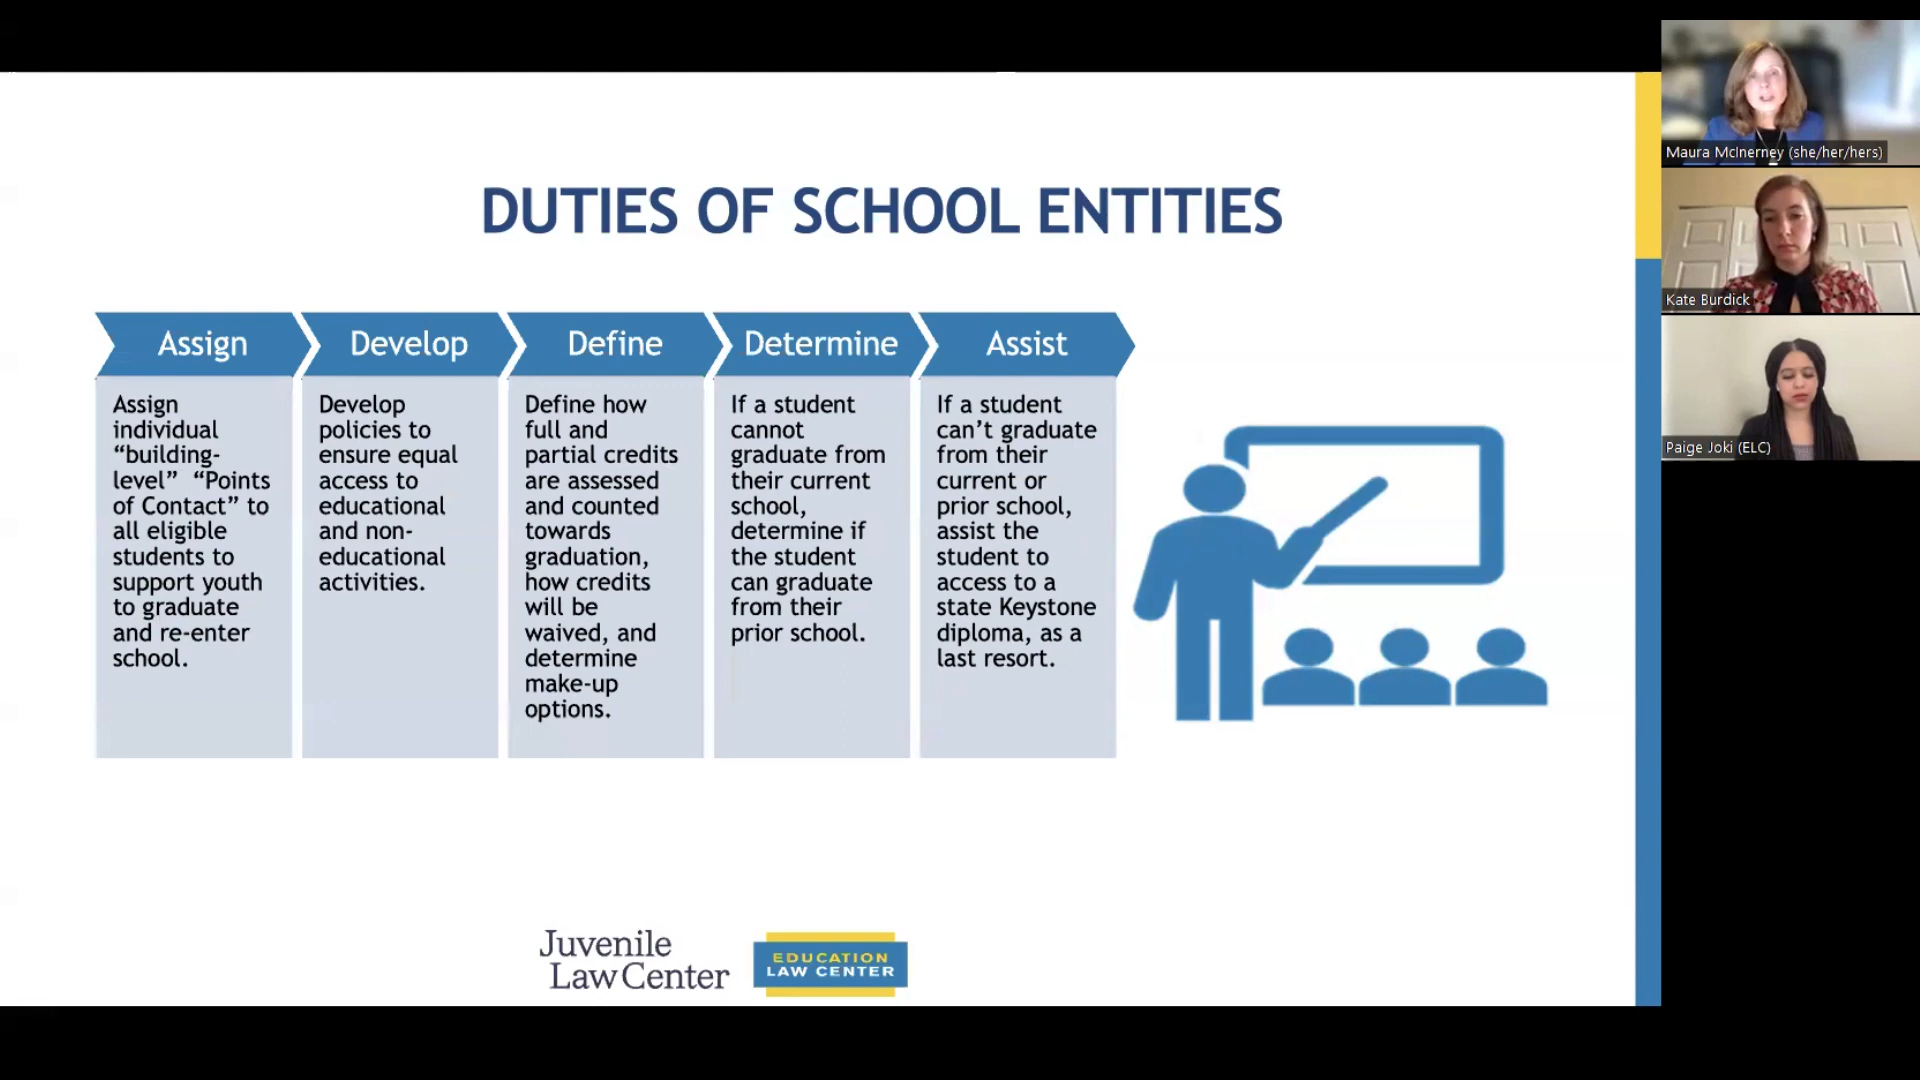 DUTIES OF SCHOOL ENTITIES
Assign
Assign
individual
“building-
level”  “Points
of Contact” to
all eligible
students to
support youth
to graduate
and re-enter
school.
Develop
Develop
policies to
ensure equal
access to
educational
and non-
educational
activities.
Define
Define how
full and
partial credits
are assessed
and counted
towards
graduation,
how credits
will be
waived, and
determine
make-up
options.
Determine
If a student
cannot
graduate from
their current
school,
determine if
the student
can graduate
from their
prior school.
Assist
If a student
can’t graduate
from their
current or
prior school,
assist the
student to
access to a
state Keystone
diploma, as a
last resort.
Juvenile
Law Center
EDUCATION
LAW CENTER
Maura McInerney (she/her/hers)
Kate Burdick
Paige Joki (ELC)